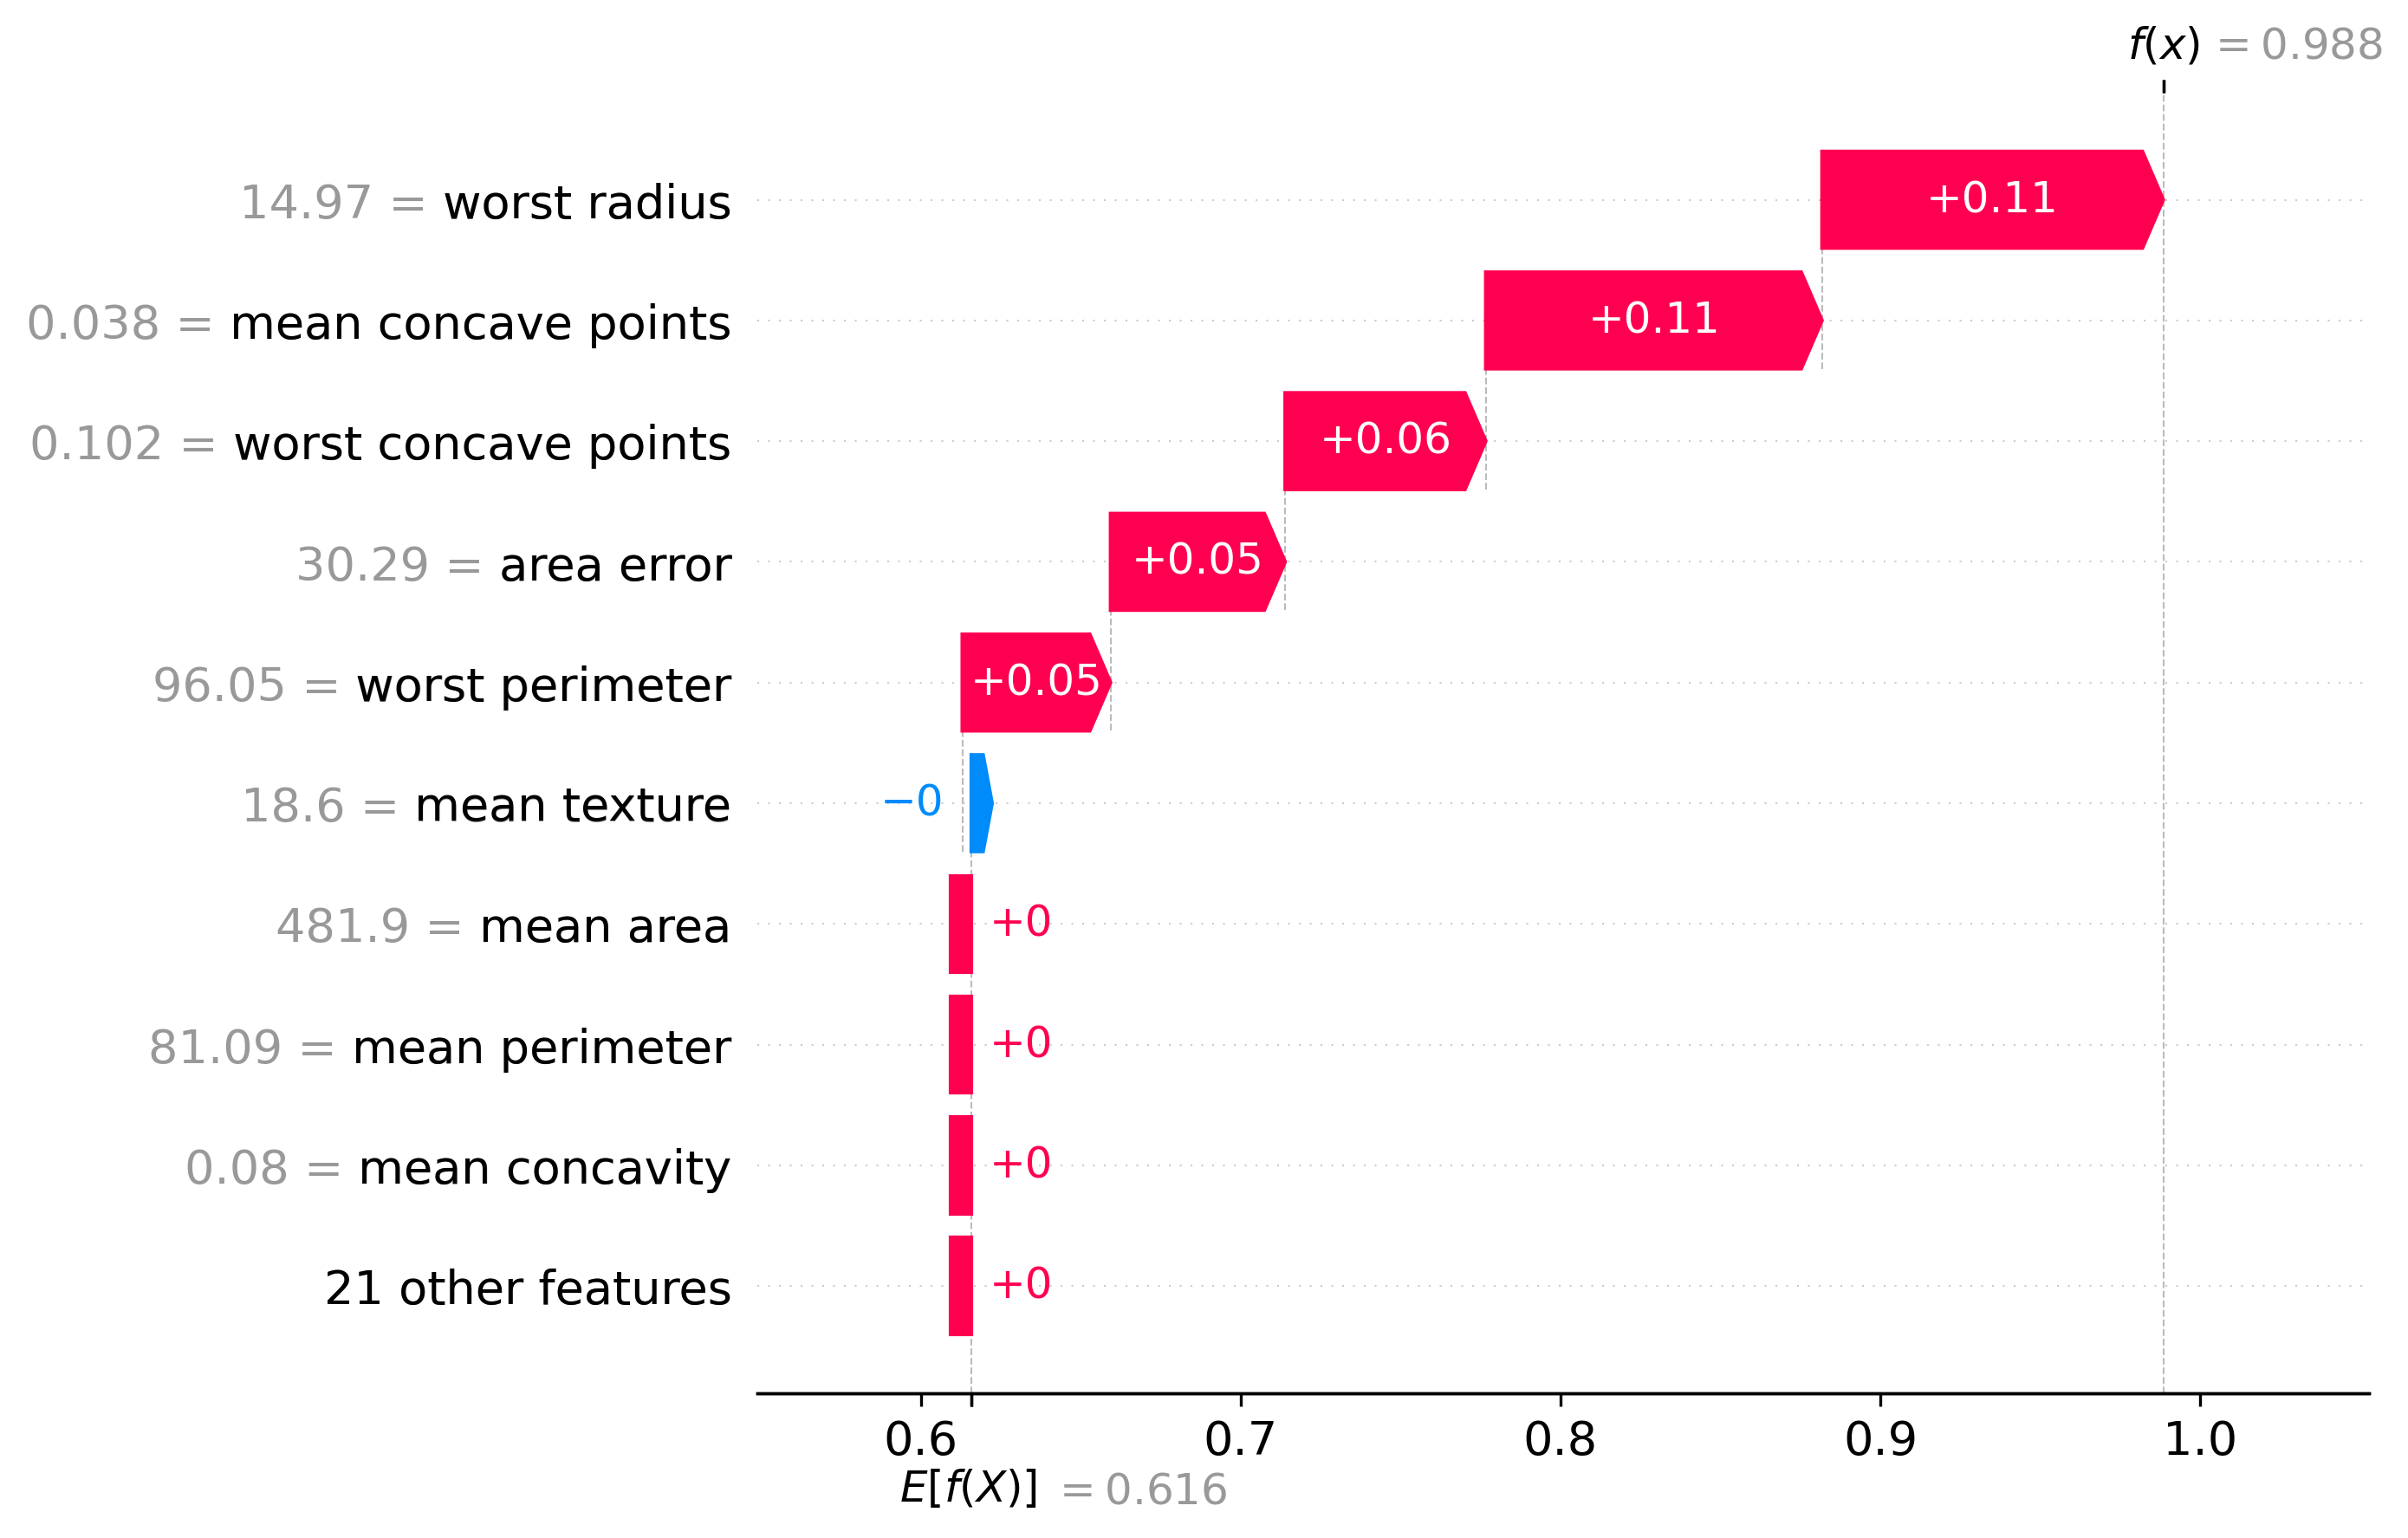 f(x) = 0.988
14.97 = worst radius
+0.11
0.038 = mean concave points
+0.11
0.102 = worst concave points
+0.06
30.29 = area error
+0.05
96.05 = worst perimeter
+0.05
18.6 = mean texture
−0
481.9 = mean area
+0
81.09 = mean perimeter
+0
0.08 = mean concavity
+0
21 other features
+0
0.6 0.7 0.8 0.9 1.0
E[f(X)] = 0.616